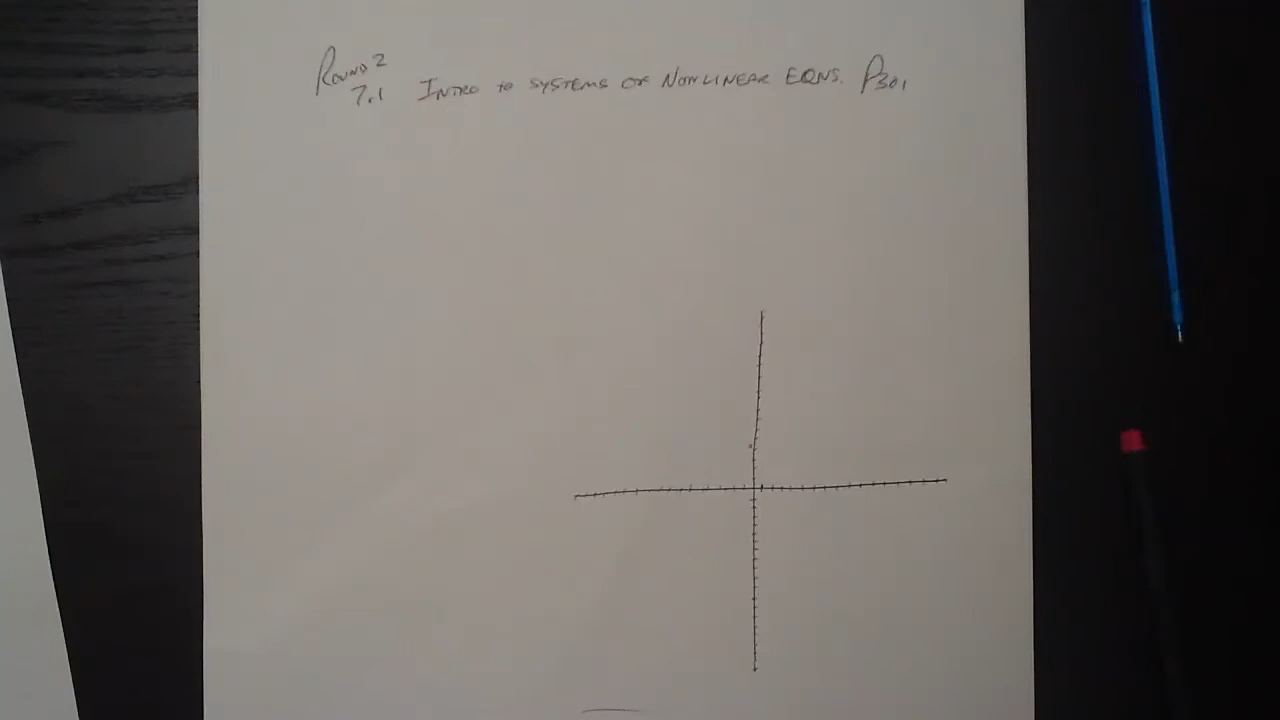 Round 2
7.1 Intro to systems of Nonlinear Eqns. P301